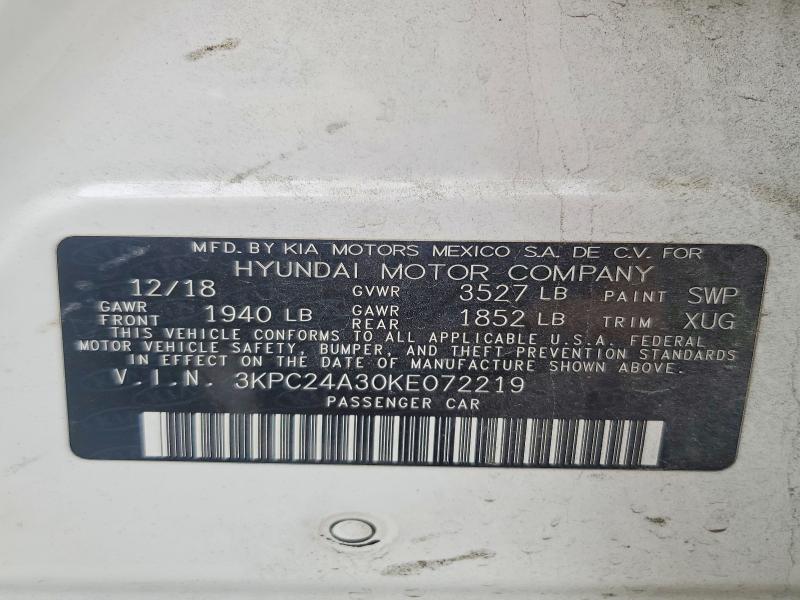 MFD. BY KIA MOTORS MEXICO S.A. DE C.V. FOR
HYUNDAI MOTOR COMPANY
12/18 GVWR 3527 LB PAINT SWP
GAWR FRONT 1940 LB GAWR REAR 1852 LB TRIM XUG
THIS VEHICLE CONFORMS TO ALL APPLICABLE U.S.A. FEDERAL
MOTOR VEHICLE SAFETY, BUMPER, AND THEFT PREVENTION STANDARDS
IN EFFECT ON THE DATE OF MANUFACTURE SHOWN ABOVE.
V.I.N. 3KPC24A30KE072219
PASSENGER CAR